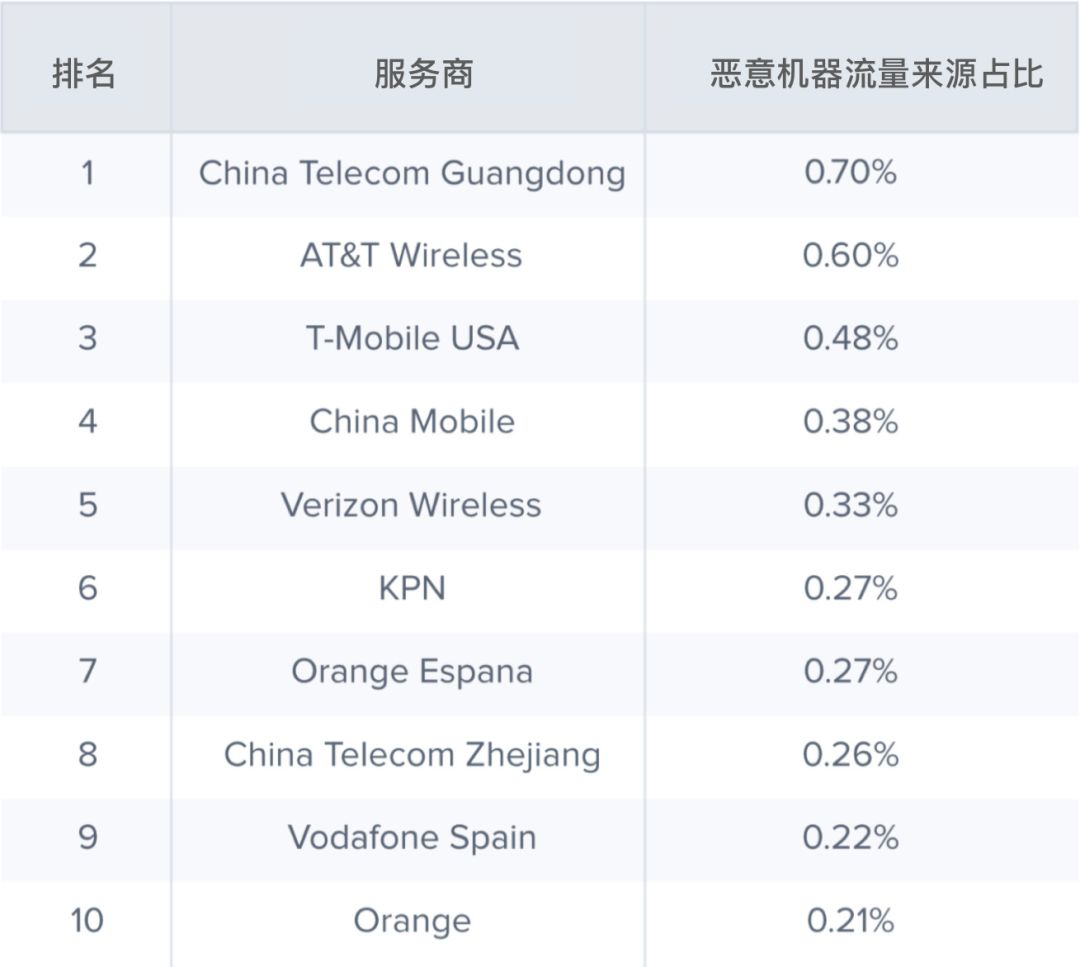 排名 服务商 恶意机器流量来源占比
1 China Telecom Guangdong 0.70%
2 AT&T Wireless 0.60%
3 T-Mobile USA 0.48%
4 China Mobile 0.38%
5 Verizon Wireless 0.33%
6 KPN 0.27%
7 Orange Espana 0.27%
8 China Telecom Zhejiang 0.26%
9 Vodafone Spain 0.22%
10 Orange 0.21%